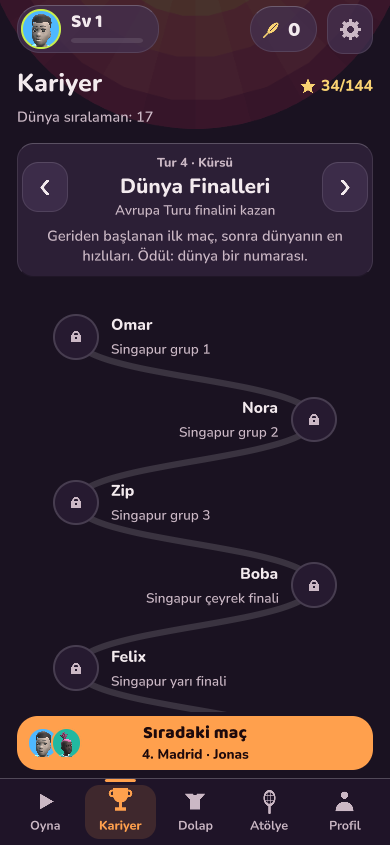 Sv 1
0
Kariyer
34/144
Dünya sıralaman: 17
Tur 4 · Kürsü
Dünya Finalleri
Avrupa Turu finalini kazan
Geriden başlanan ilk maç, sonra dünyanın en
hızlıları. Ödül: dünya bir numarası.
Omar
Singapur grup 1
Nora
Singapur grup 2
Zip
Singapur grup 3
Boba
Singapur çeyrek finali
Felix
Singapur yarı finali
Sıradaki maç
4. Madrid · Jonas
Oyna
Kariyer
Dolap
Atölye
Profil